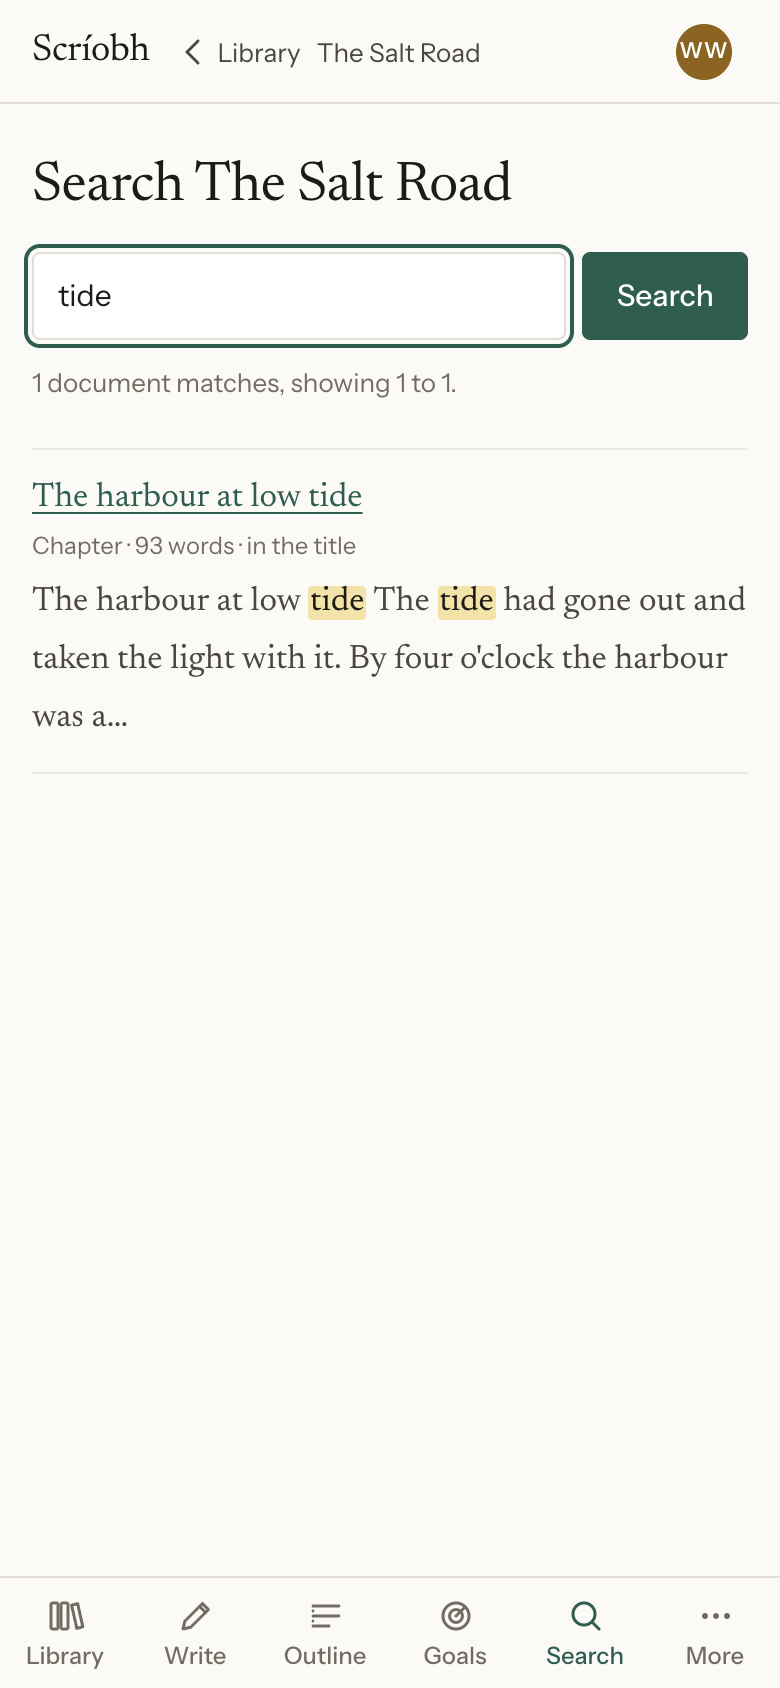 Scríobh
Library The Salt Road
WW
Search The Salt Road
tide
Search
1 document matches, showing 1 to 1.
The harbour at low tide
Chapter · 93 words · in the title
The harbour at low tide The tide had gone out and
taken the light with it. By four o'clock the harbour
was a...
Library
Write
Outline
Goals
Search
More